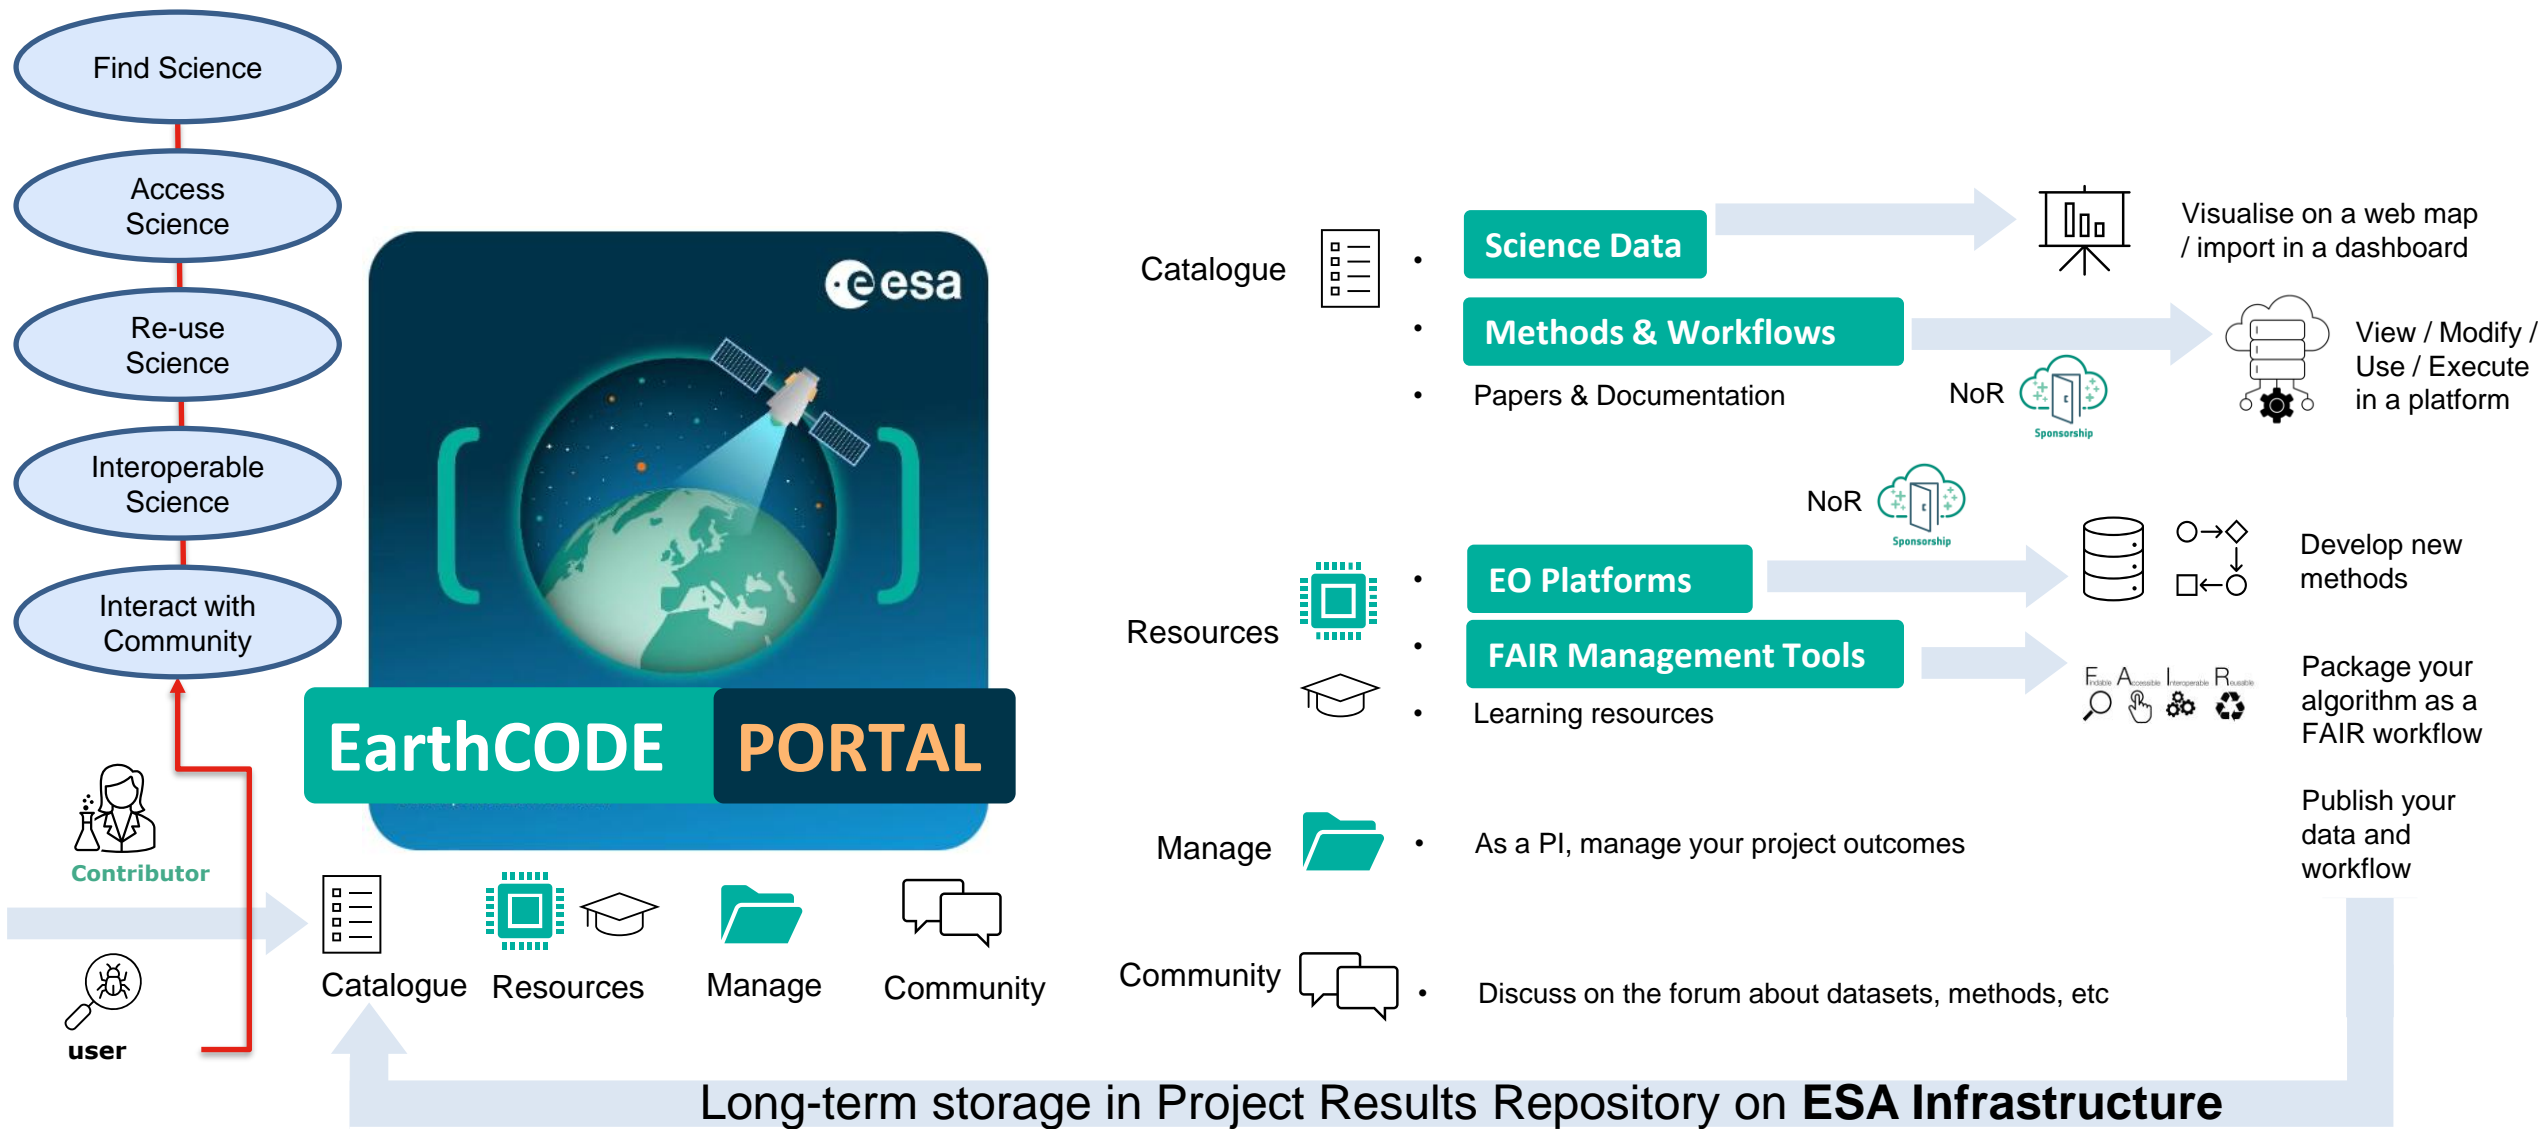 Find Science
Access
Science
Re-use
Science
Interoperable
Science
Interact with
Community
Contributor
user
esa
EarthCODE PORTAL
Catalogue
Resources
Manage
Community
Catalogue
• Science Data
Visualise on a web map
/ import in a dashboard
• Methods & Workflows
View / Modify /
Use / Execute
in a platform
• Papers & Documentation
NoR
Sponsorship
NoR
Sponsorship
Resources
• EO Platforms
Develop new
methods
• FAIR Management Tools
Findable Accessible Interoperable Reusable
Package your
algorithm as a
FAIR workflow
• Learning resources
Publish your
data and
workflow
Manage
• As a PI, manage your project outcomes
Community
• Discuss on the forum about datasets, methods, etc
Long-term storage in Project Results Repository on ESA Infrastructure